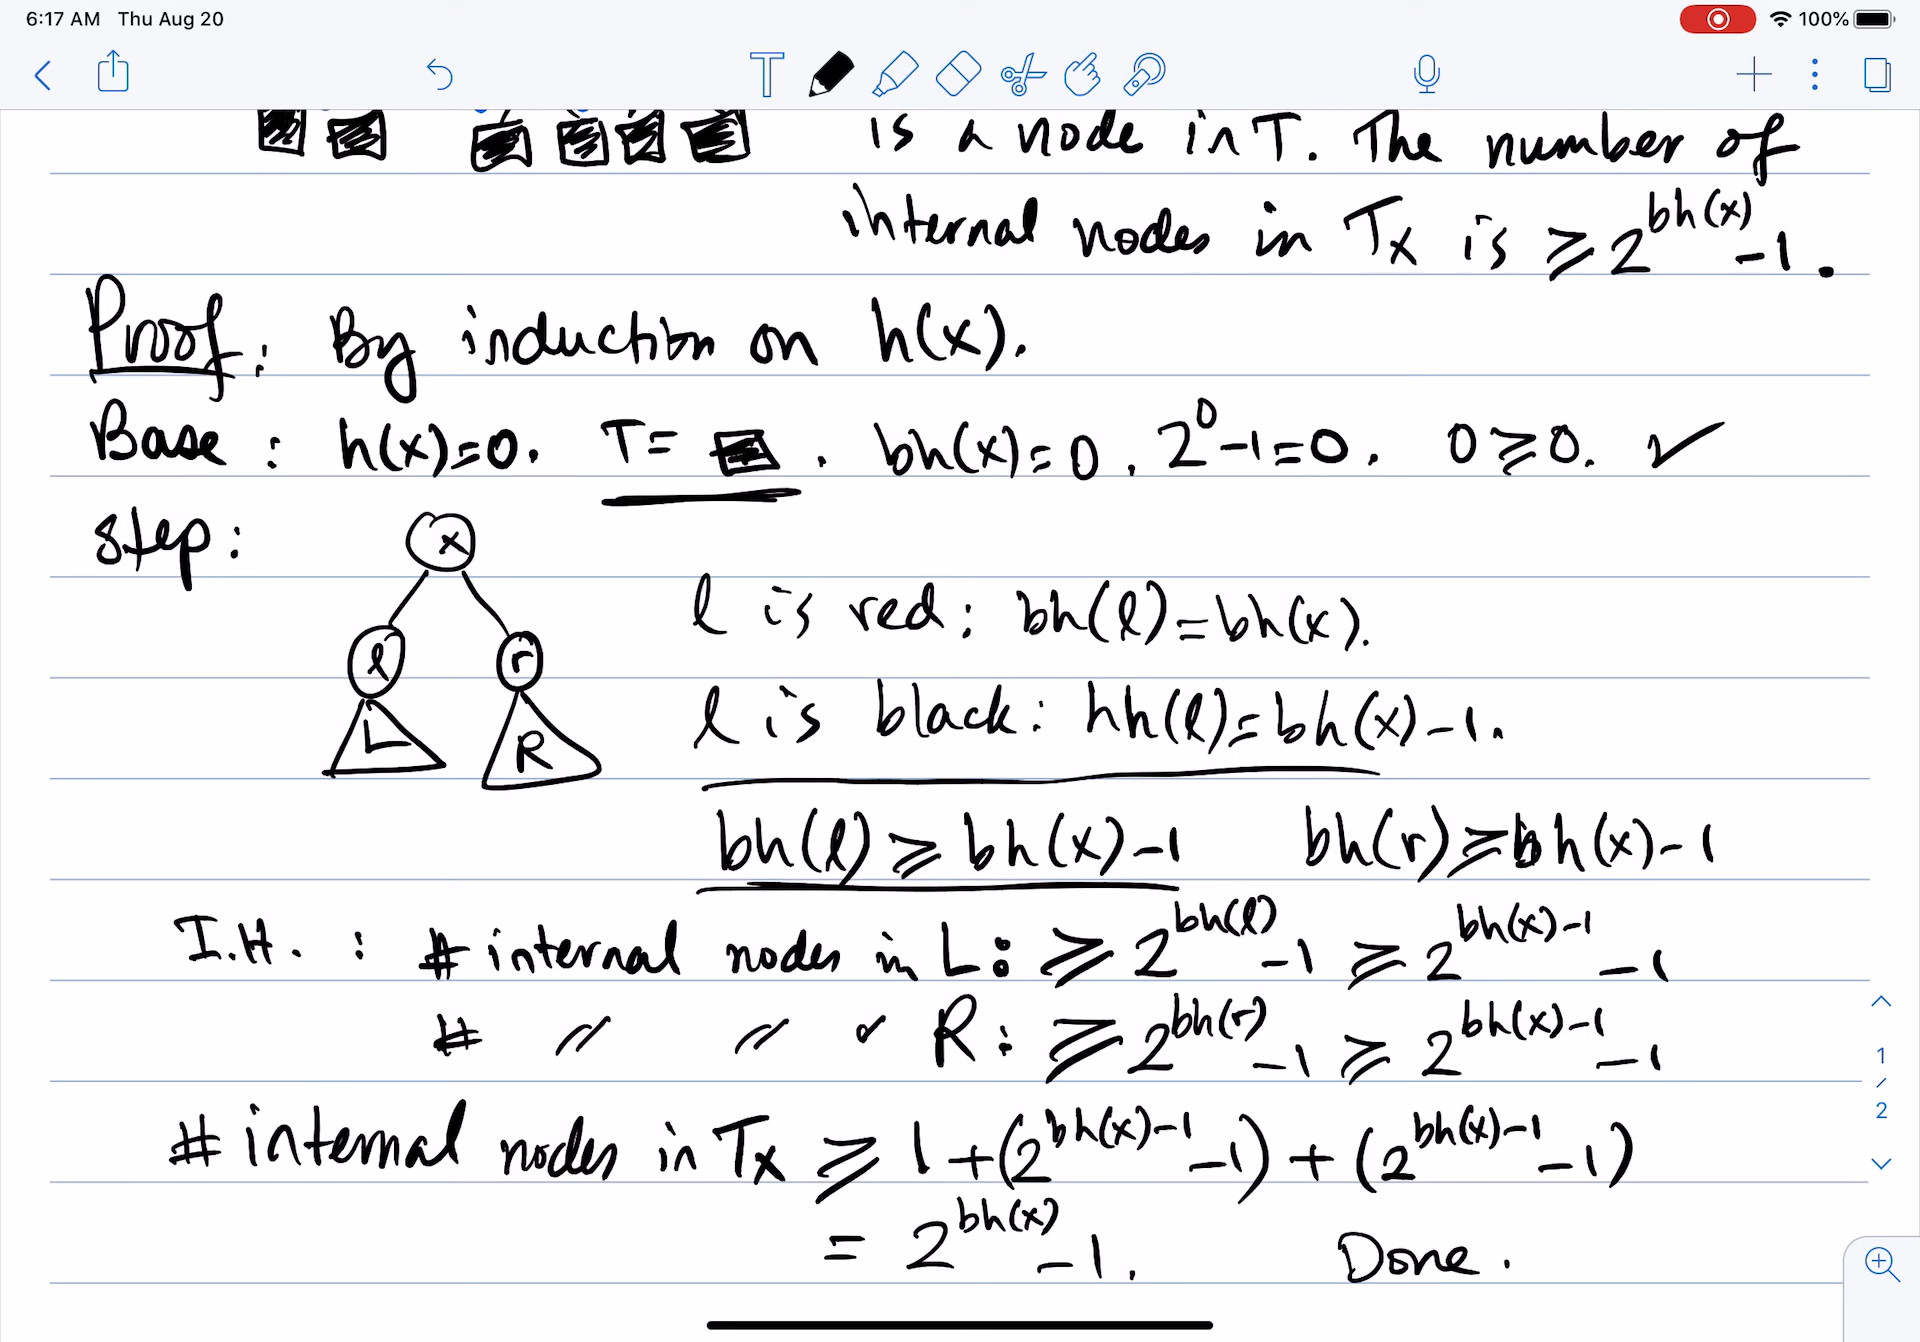 6:17 AM Thu Aug 20 100%
T
is a node in T. The number of
internal nodes in Tx is ≥ 2^bh(x) -1.
Proof: By induction on h(x).
Base: h(x)=0. T= . bh(x)=0. 2^0-1=0. 0≥0. ✓
Step:
x
l r
L R
l is red: bh(l)=bh(x).
l is black: hh(l)=bh(x)-1.
bh(l) ≥ bh(x)-1 bh(r) ≥ bh(x)-1
I.H. : # internal nodes in L: ≥ 2^bh(l) -1 ≥ 2^bh(x)-1 -1
# " " " R: ≥ 2^bh(r) -1 ≥ 2^bh(x)-1 -1
1
/
2
# internal nodes in Tx ≥ 1+(2^bh(x)-1 -1)+(2^bh(x)-1 -1)
= 2^bh(x) -1. Done.